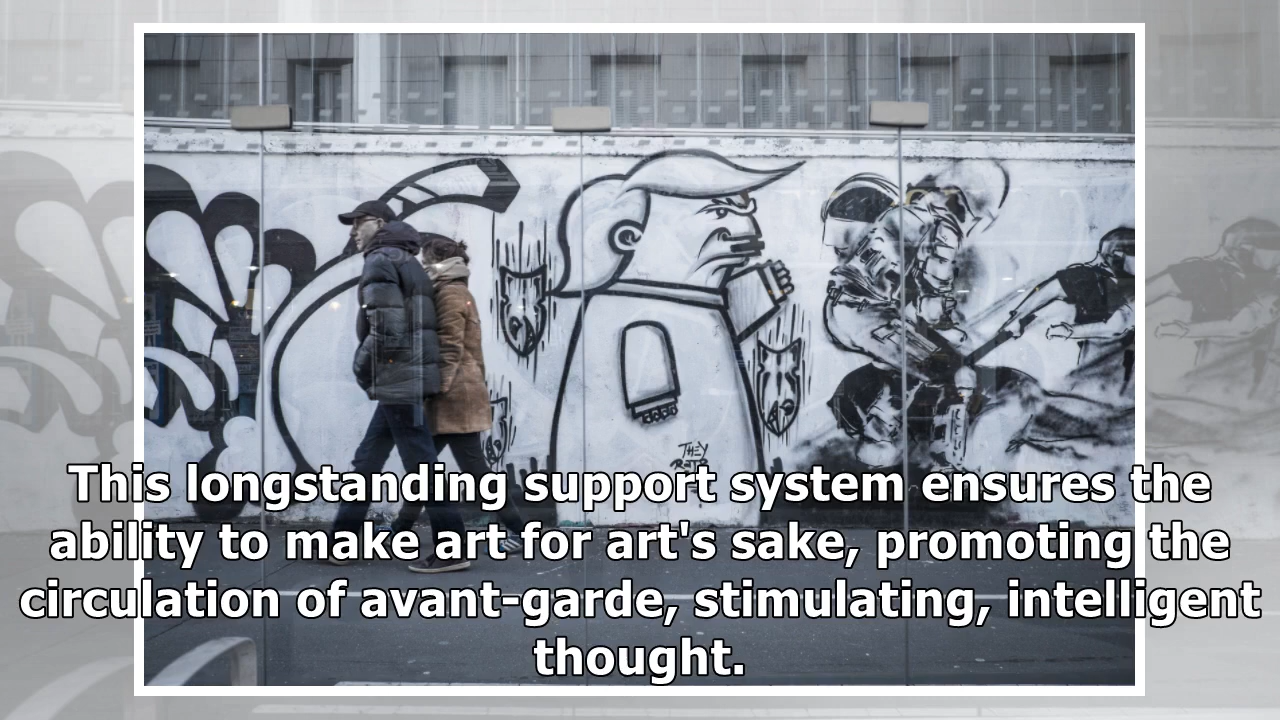 THEY
This longstanding support system ensures the
ability to make art for art's sake, promoting the
circulation of avant-garde, stimulating, intelligent
thought.